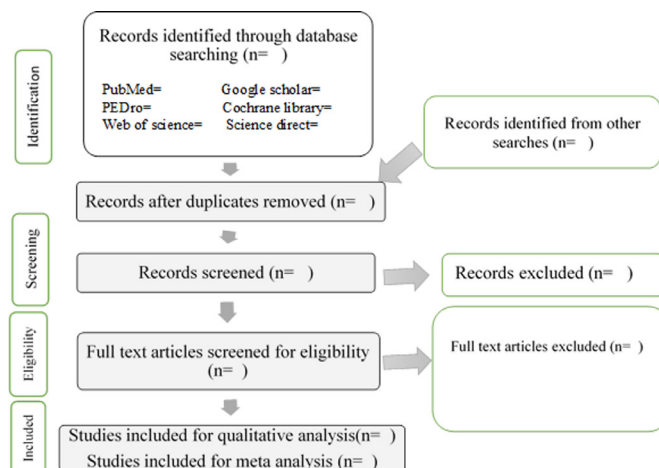 Identification
Records identified through database
searching (n=   )
PubMed=   Google scholar=
PEDro=   Cochrane library=
Web of science=   Science direct=
Records identified from other
searches (n=   )
Records after duplicates removed (n=   )
Screening
Records screened (n=   )
Records excluded (n=   )
Eligibility
Full text articles screened for eligibility
(n=   )
Full text articles excluded (n=   )
Included
Studies included for qualitative analysis(n=   )
Studies included for meta analysis (n=   )